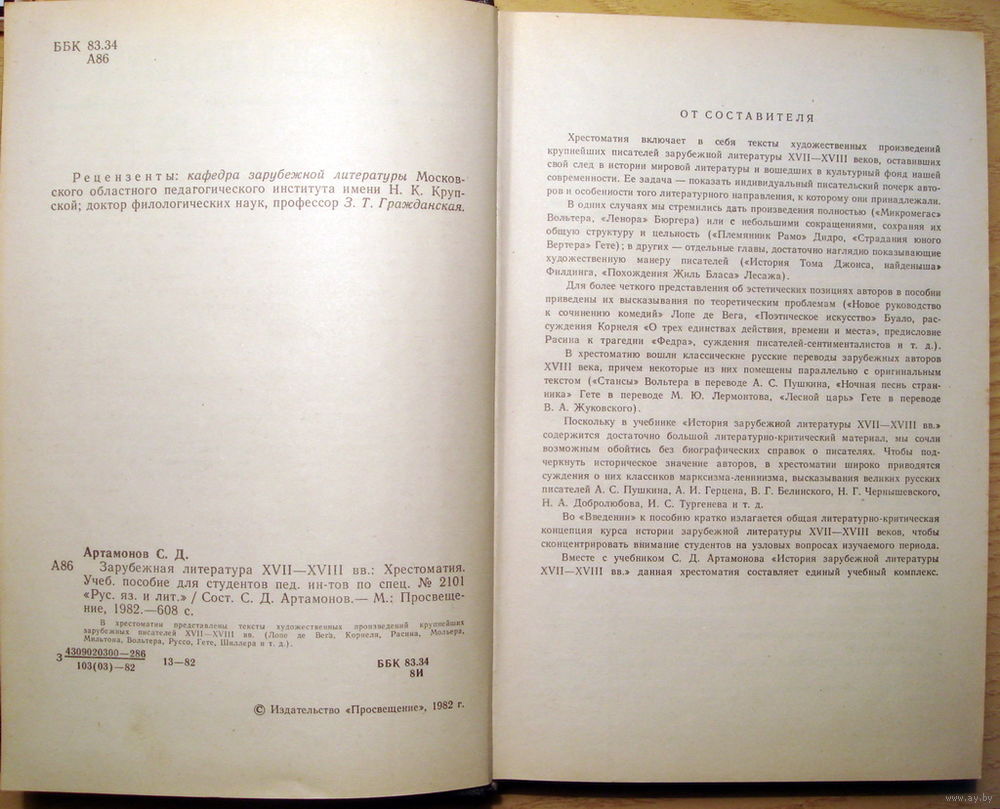 ББК 83.34
А86
Рецензенты: кафедра зарубежной литературы Москов-
ского областного педагогического института имени Н. К. Круп-
ской; доктор филологических наук, профессор З. Т. Гражданская.
Артамонов С. Д.
А86 Зарубежная литература XVII—XVIII вв.: Хрестоматия.
Учеб. пособие для студентов пед. ин-тов по спец. № 2101
«Рус. яз. и лит.» / Сост. С. Д. Артамонов.— М.: Просвеще-
ние, 1982.—608 с.
В хрестоматии представлены тексты художественных произведений крупнейших
зарубежных писателей XVII—XVIII вв. (Лопе де Вега, Корнеля, Расина, Мольера,
Мильтона, Вольтера, Руссо, Гете, Шиллера и т. д.).
З 4309020300—286
103(03)—82
13—82
ББК 83.34
8И
© Издательство «Просвещение», 1982 г.
ОТ СОСТАВИТЕЛЯ
Хрестоматия включает в себя тексты художественных произведений
крупнейших писателей зарубежной литературы XVII—XVIII веков, оставивших
свой след в истории мировой литературы и вошедших в культурный фонд нашей
современности. Ее задача — показать индивидуальный писательский почерк авто-
ров и особенности того литературного направления, к которому они принадлежали.
В одних случаях мы стремились дать произведения полностью («Микромегас»
Вольтера, «Ленора» Бюргера) или с небольшими сокращениями, сохраняя их
общую структуру и цельность («Племянник Рамо» Дидро, «Страдания юного
Вертера» Гете); в других — отдельные главы, достаточно наглядно показывающие
художественную манеру писателей («История Тома Джонса, найденыша»
Филдинга, «Похождения Жиль Бласа» Лесажа).
Для более четкого представления об эстетических позициях авторов в пособии
приведены их высказывания по теоретическим проблемам («Новое руководство
к сочинению комедий» Лопе де Вега, «Поэтическое искусство» Буало, рас-
суждения Корнеля «О трех единствах действия, времени и места», предисловие
Расина к трагедии «Федра», суждения писателей-сентименталистов и т. д.).
В хрестоматию вошли классические русские переводы зарубежных авторов
XVIII века, причем некоторые из них помещены параллельно с оригинальным
текстом («Стансы» Вольтера в переводе А. С. Пушкина, «Ночная песнь стран-
ника» Гете в переводе М. Ю. Лермонтова, «Лесной царь» Гете в переводе
В. А. Жуковского).
Поскольку в учебнике «История зарубежной литературы XVII—XVIII вв.»
содержится достаточно большой литературно-критический материал, мы сочли
возможным обойтись без биографических справок о писателях. Чтобы под-
черкнуть историческое значение авторов, в хрестоматии широко приводятся
суждения о них классиков марксизма-ленинизма, высказывания великих русских
писателей А. С. Пушкина, А. И. Герцена, В. Г. Белинского, Н. Г. Чернышевского,
Н. А. Добролюбова, И. С. Тургенева и т. д.
Во «Введении» к пособию кратко излагается общая литературно-критическая
концепция курса истории зарубежной литературы XVII—XVIII веков, чтобы
сконцентрировать внимание студентов на узловых вопросах изучаемого периода.
Вместе с учебником С. Д. Артамонова «История зарубежной литературы
XVII—XVIII вв.» данная хрестоматия составляет единый учебный комплекс.
www.ay.by